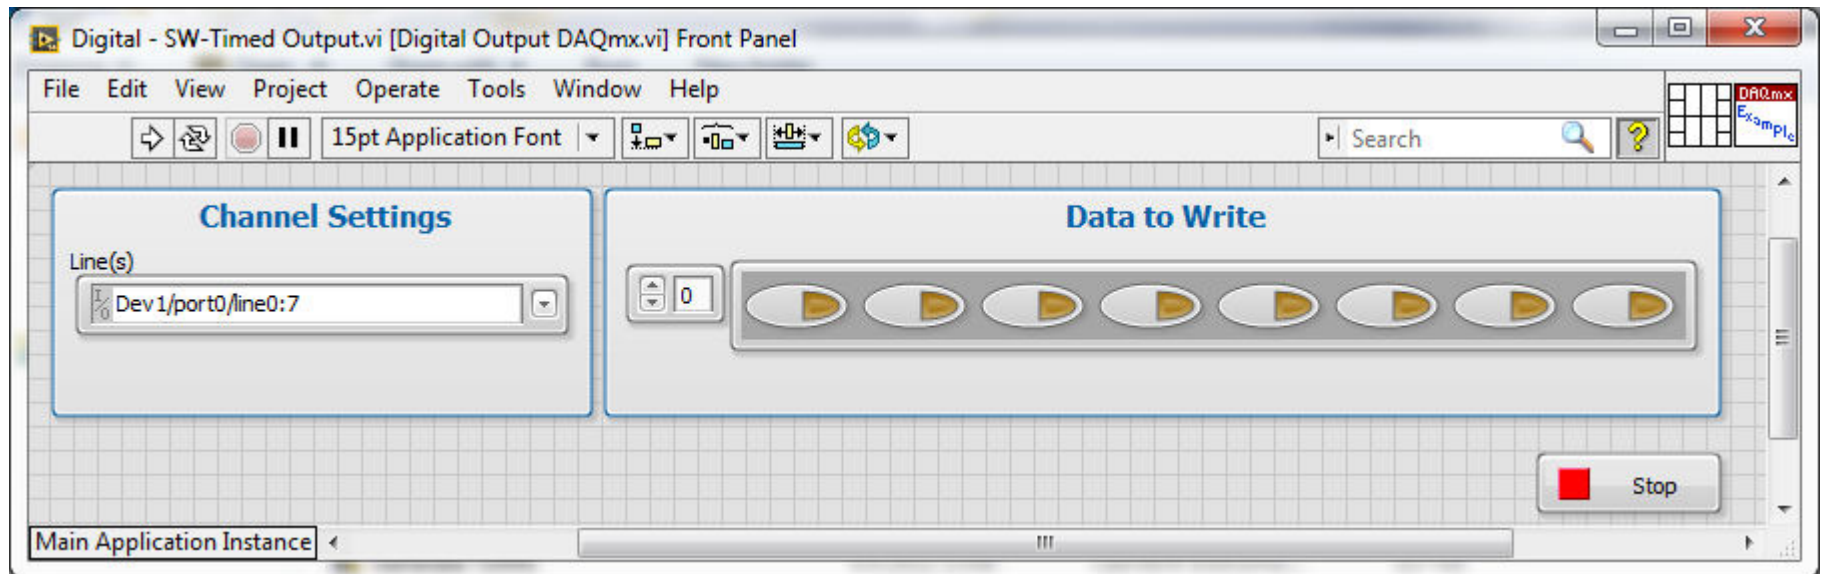 Digital - SW-Timed Output.vi [Digital Output DAQmx.vi] Front Panel
File Edit View Project Operate Tools Window Help
DAQmx
Example
15pt Application Font
Search
?
Channel Settings
Data to Write
Line(s)
I/O Dev1/port0/line0:7
0
Stop
Main Application Instance